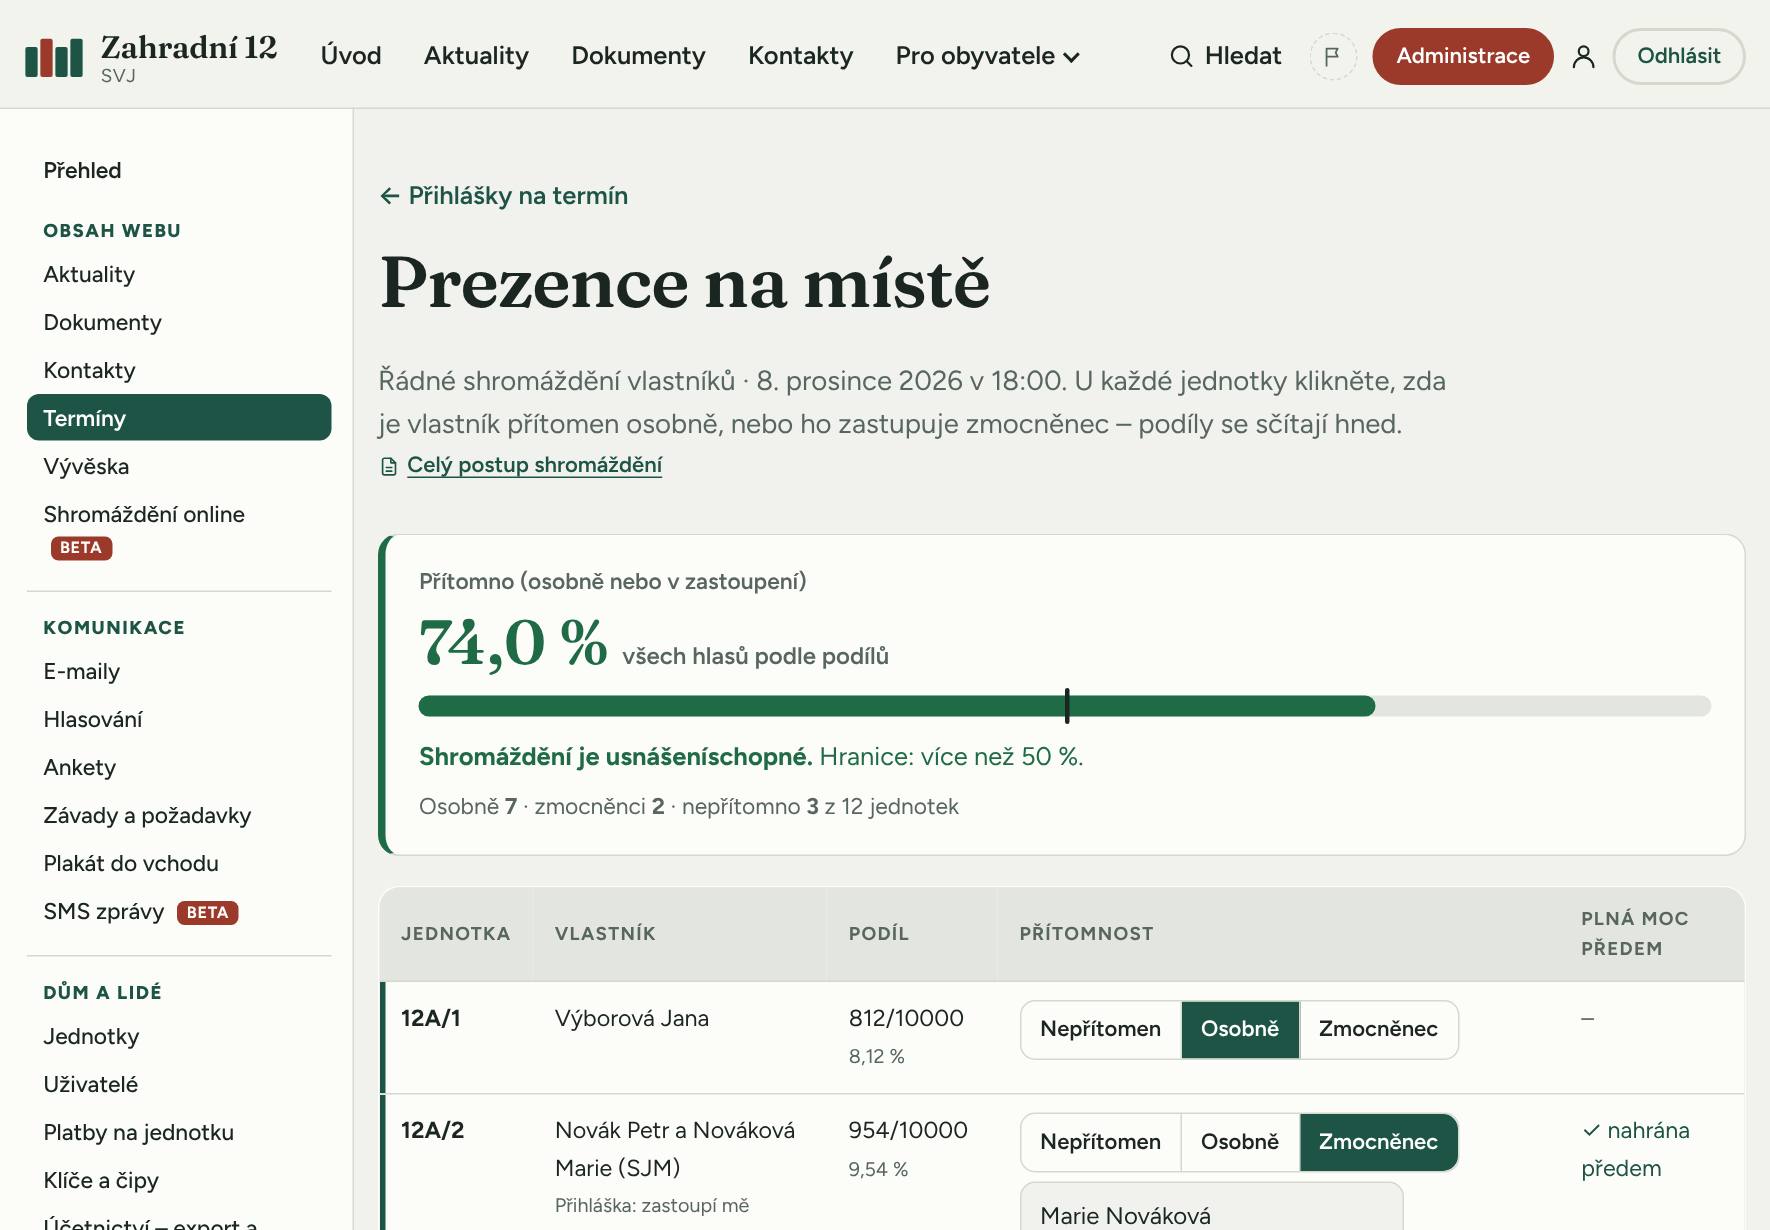 Zahradní 12
SVJ
Úvod
Aktuality
Dokumenty
Kontakty
Pro obyvatele
Hledat
Administrace
Odhlásit
Přehled
OBSAH WEBU
Aktuality
Dokumenty
Kontakty
Termíny
Vývěska
Shromáždění online
BETA
KOMUNIKACE
E-maily
Hlasování
Ankety
Závady a požadavky
Plakát do vchodu
SMS zprávy BETA
DŮM A LIDÉ
Jednotky
Uživatelé
Platby na jednotku
Klíče a čipy
Účetnictví – export a
← Přihlášky na termín
Prezence na místě
Řádné shromáždění vlastníků · 8. prosince 2026 v 18:00. U každé jednotky klikněte, zda
je vlastník přítomen osobně, nebo ho zastupuje zmocněnec – podíly se sčítají hned.
Celý postup shromáždění
Přítomno (osobně nebo v zastoupení)
74,0 % všech hlasů podle podílů
Shromáždění je usnášeníschopné. Hranice: více než 50 %.
Osobně 7 · zmocněnci 2 · nepřítomno 3 z 12 jednotek
JEDNOTKA VLASTNÍK PODÍL PŘÍTOMNOST PLNÁ MOC
PŘEDEM
12A/1 Výborová Jana 812/10000 Nepřítomen Osobně Zmocněnec –
8,12 %
12A/2 Novák Petr a Nováková 954/10000 Nepřítomen Osobně Zmocněnec ✓ nahrána
Marie (SJM) 9,54 % předem
Přihláška: zastoupí mě
Marie Nováková